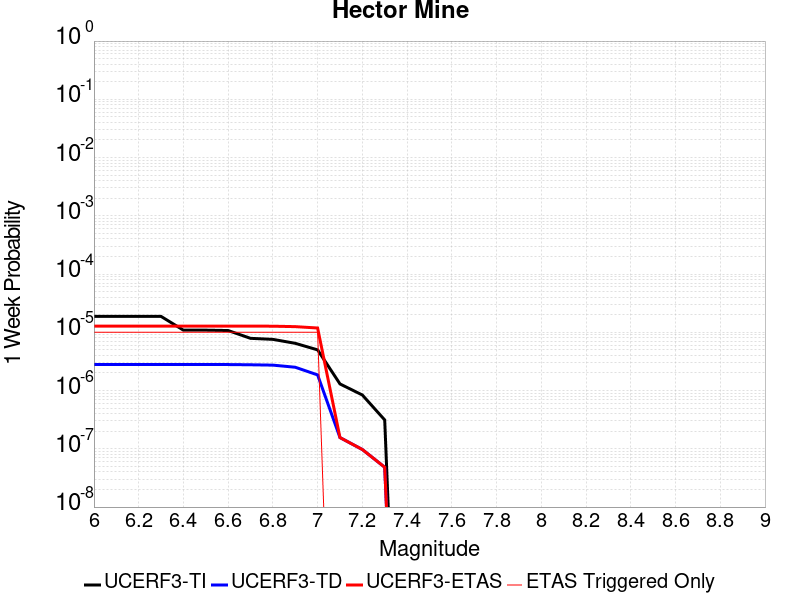 Hector Mine
10^0
10^-1
10^-2
10^-3
10^-4
10^-5
10^-6
10^-7
10^-8
1 Week Probability
6 6.2 6.4 6.6 6.8 7 7.2 7.4 7.6 7.8 8 8.2 8.4 8.6 8.8 9
Magnitude
UCERF3-TI UCERF3-TD UCERF3-ETAS ETAS Triggered Only